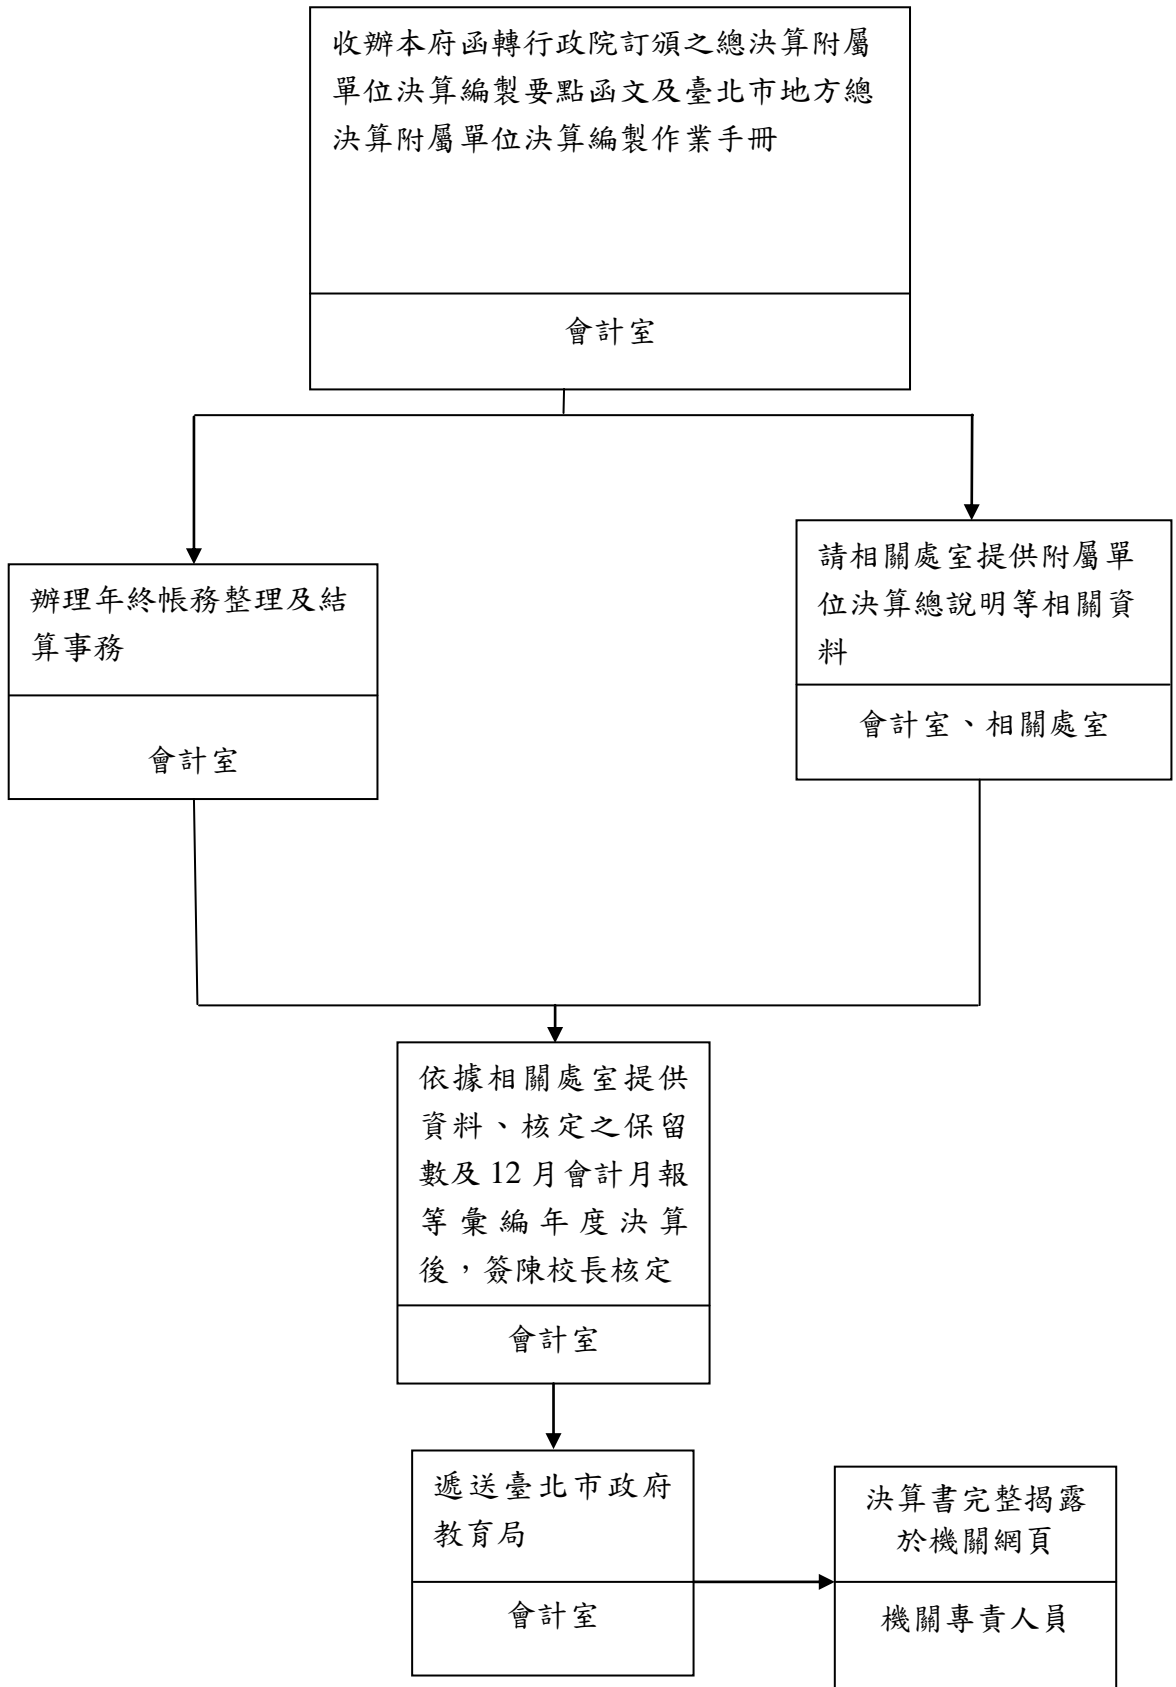 收辦本府函轉行政院訂頒之總決算附屬
單位決算編製要點函文及臺北市地方總
決算附屬單位決算編製作業手冊
會計室
辦理年終帳務整理及結
算事務
會計室
請相關處室提供附屬單
位決算總說明等相關資
料
會計室、相關處室
依據相關處室提供
資料、核定之保留
數及 12 月會計月報
等彙編年度決算
後，簽陳校長核定
會計室
遞送臺北市政府
教育局
會計室
決算書完整揭露
於機關網頁
機關專責人員